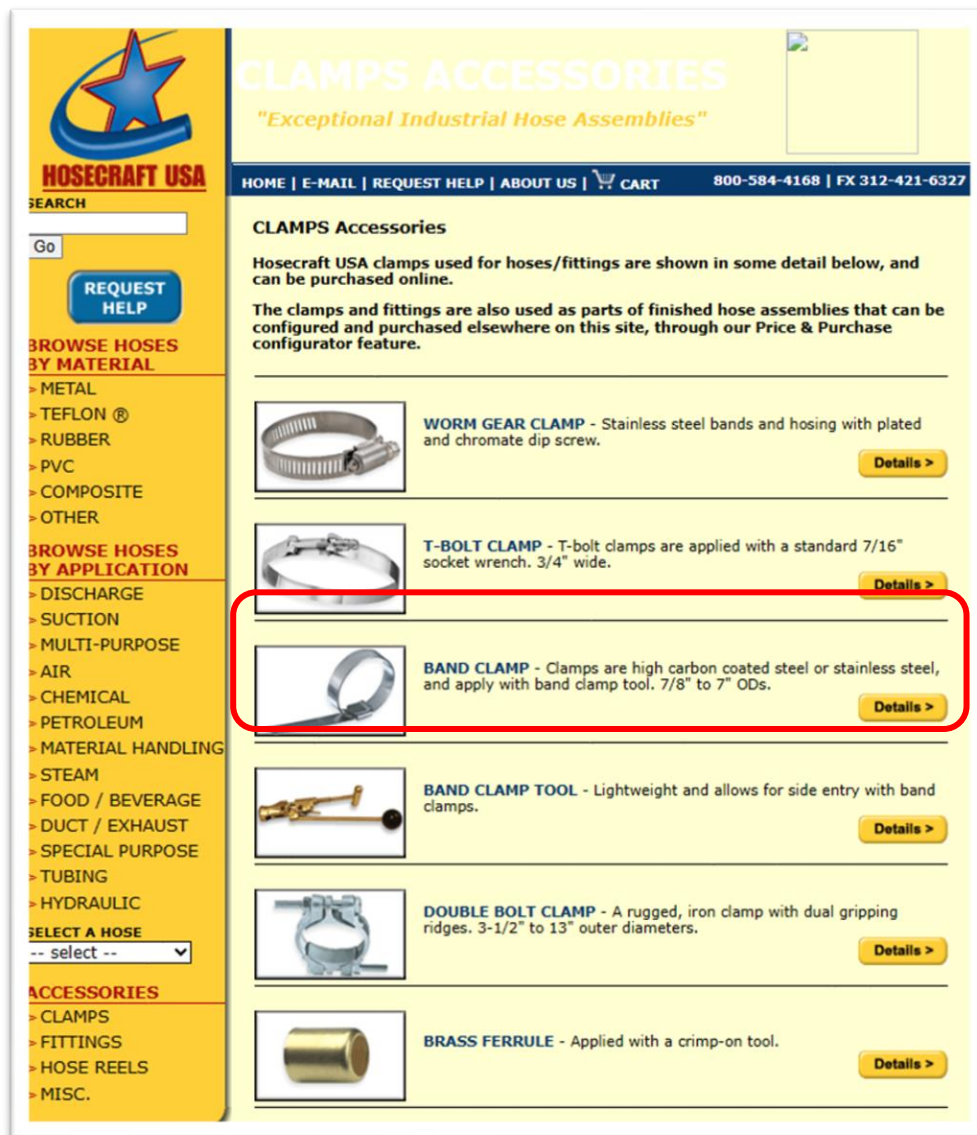 CLAMPS ACCESSORIES
"Exceptional Industrial Hose Assemblies"
HOSECRAFT USA
HOME | E-MAIL | REQUEST HELP | ABOUT US | CART
800-584-4168 | FX 312-421-6327
SEARCH
Go
REQUEST
HELP
BROWSE HOSES
BY MATERIAL
> METAL
> TEFLON ®
> RUBBER
> PVC
> COMPOSITE
> OTHER
BROWSE HOSES
BY APPLICATION
> DISCHARGE
> SUCTION
> MULTI-PURPOSE
> AIR
> CHEMICAL
> PETROLEUM
> MATERIAL HANDLING
> STEAM
> FOOD / BEVERAGE
> DUCT / EXHAUST
> SPECIAL PURPOSE
> TUBING
> HYDRAULIC
SELECT A HOSE
-- select --
ACCESSORIES
> CLAMPS
> FITTINGS
> HOSE REELS
> MISC.
CLAMPS Accessories
Hosecraft USA clamps used for hoses/fittings are shown in some detail below, and
can be purchased online.
The clamps and fittings are also used as parts of finished hose assemblies that can be
configured and purchased elsewhere on this site, through our Price & Purchase
configurator feature.
WORM GEAR CLAMP - Stainless steel bands and hosing with plated
and chromate dip screw.
Details >
T-BOLT CLAMP - T-bolt clamps are applied with a standard 7/16"
socket wrench. 3/4" wide.
Details >
BAND CLAMP - Clamps are high carbon coated steel or stainless steel,
and apply with band clamp tool. 7/8" to 7" ODs.
Details >
BAND CLAMP TOOL - Lightweight and allows for side entry with band
clamps.
Details >
DOUBLE BOLT CLAMP - A rugged, iron clamp with dual gripping
ridges. 3-1/2" to 13" outer diameters.
Details >
BRASS FERRULE - Applied with a crimp-on tool.
Details >